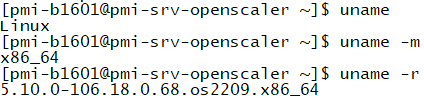 [pmi-b1601@pmi-srv-openscaler ~]$ uname
Linux
[pmi-b1601@pmi-srv-openscaler ~]$ uname -m
x86_64
[pmi-b1601@pmi-srv-openscaler ~]$ uname -r
5.10.0-106.18.0.68.os2209.x86_64